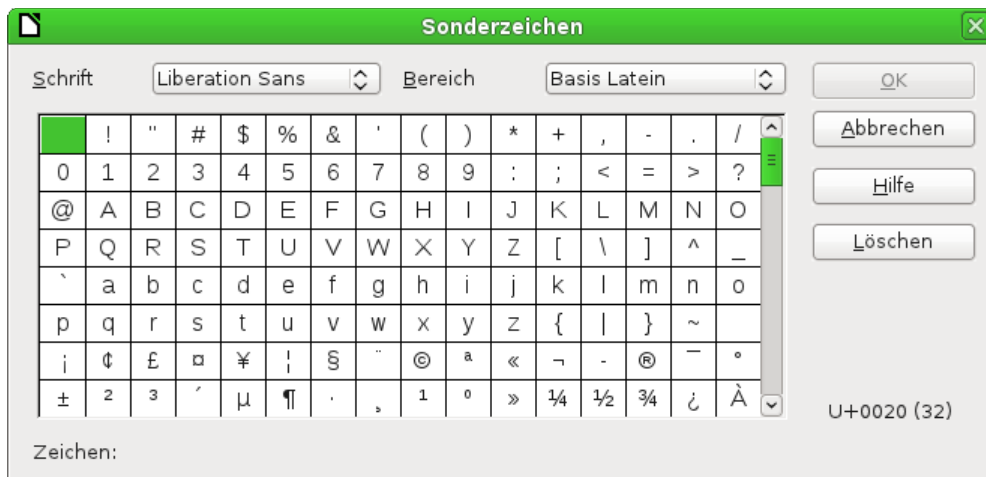 Sonderzeichen
Schrift Liberation Sans Bereich Basis Latein OK
! " # $ % & ' ( ) * + , - . /
Abbrechen
0 1 2 3 4 5 6 7 8 9 : ; < = > ?
Hilfe
@ A B C D E F G H I J K L M N O
P Q R S T U V W X Y Z [ \ ] ^ _
Löschen
` a b c d e f g h i j k l m n o
p q r s t u v w x y z { | } ~
¡ ¢ £ ¤ ¥ ¦ § ¨ © ª « ¬ - ® ¯ °
± ² ³ ´ µ ¶ · ¸ ¹ º » ¼ ½ ¾ ¿ À
U+0020 (32)
Zeichen: